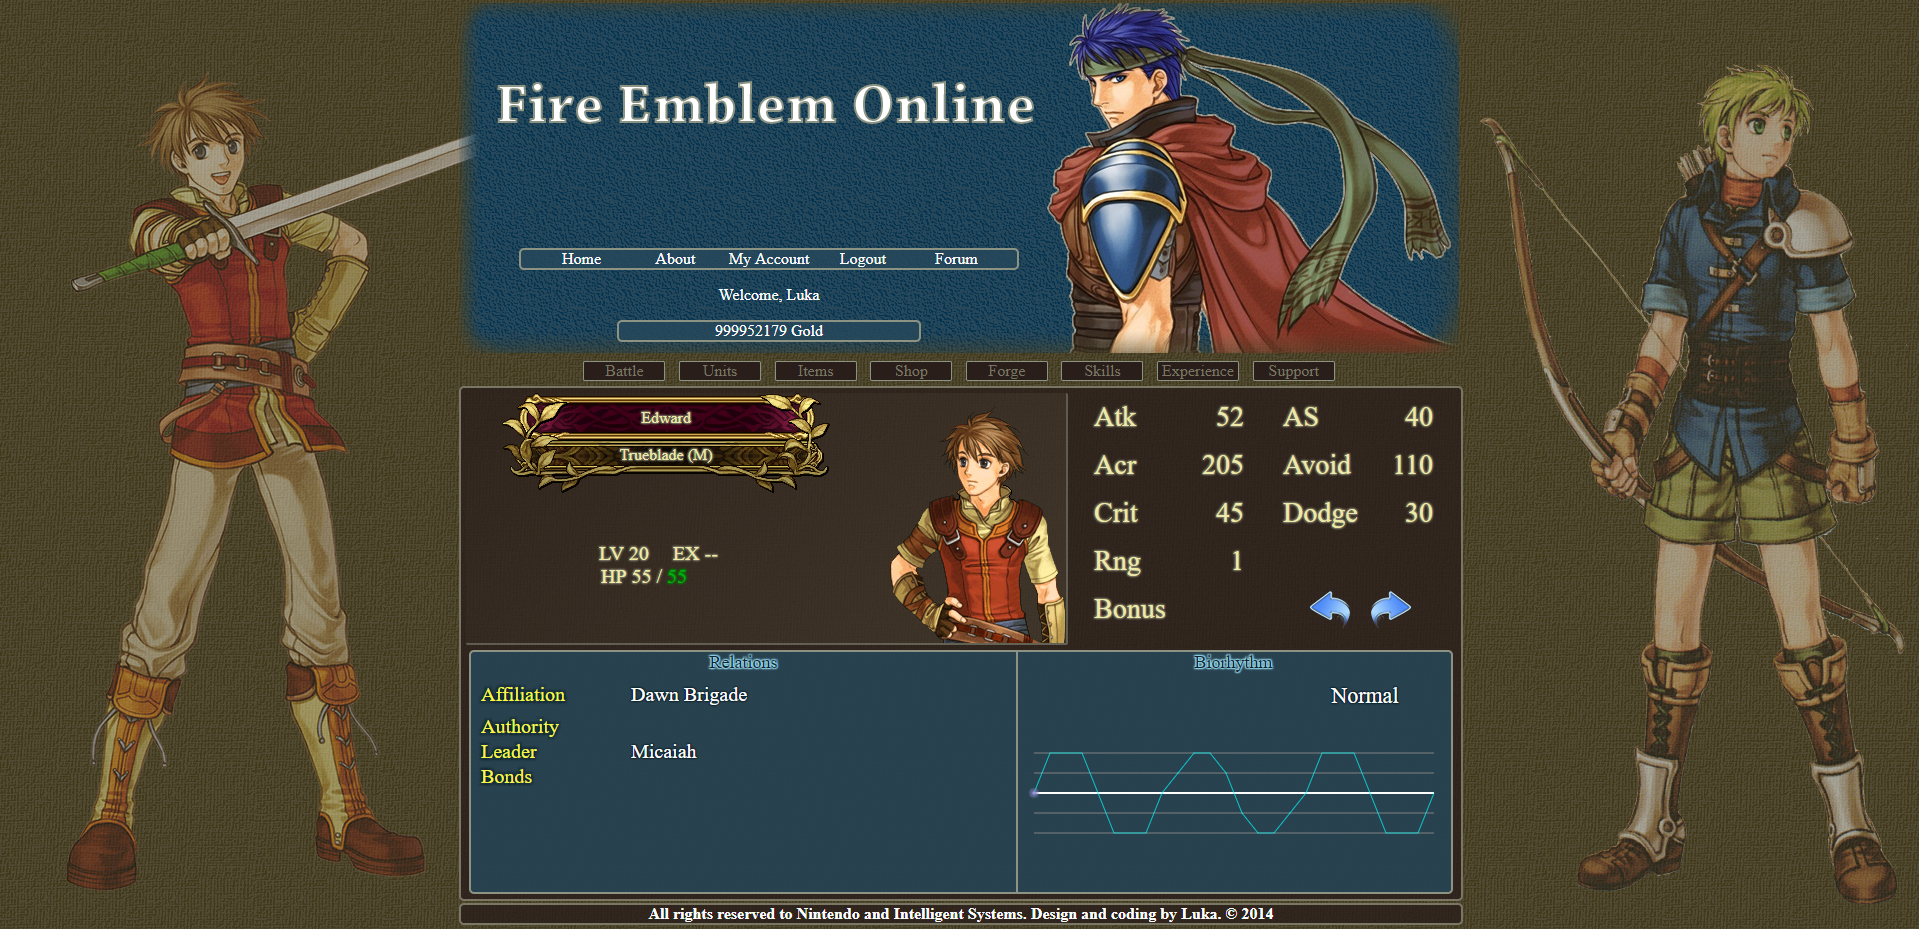 Fire Emblem Online
Home About My Account Logout Forum
Welcome, Luka
999952179 Gold
Battle Units Items Shop Forge Skills Experience Support
Edward
Trueblade (M)
LV 20 EX --
HP 55 / 55
Atk 52 AS 40
Acr 205 Avoid 110
Crit 45 Dodge 30
Rng 1
Bonus
Relations
Affiliation Dawn Brigade
Authority
Leader Micaiah
Bonds
Biorhythm
Normal
All rights reserved to Nintendo and Intelligent Systems. Design and coding by Luka. © 2014